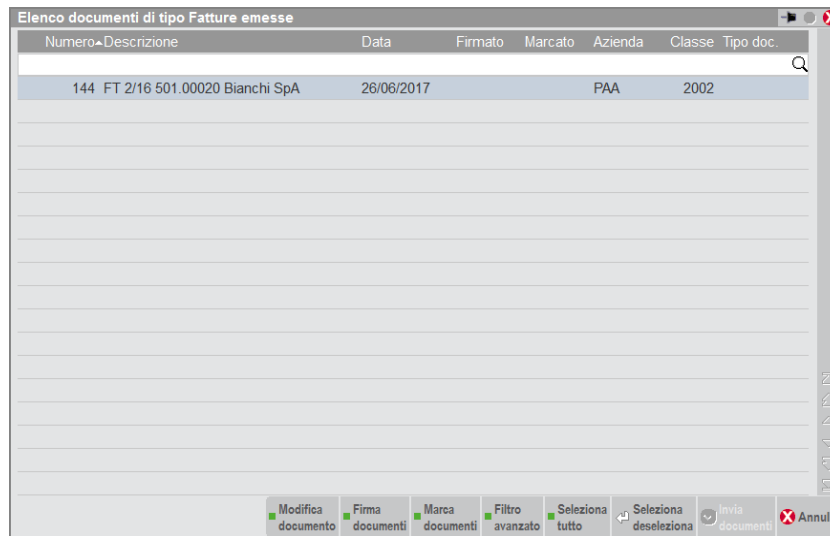 Elenco documenti di tipo Fatture emesse
Numero Descrizione Data Firmato Marcato Azienda Classe Tipo doc.
144 FT 2/16 501.00020 Bianchi SpA 26/06/2017 PAA 2002
Modifica documento Firma documenti Marca documenti Filtro avanzato Seleziona tutto Seleziona deseleziona Invia documenti Annul